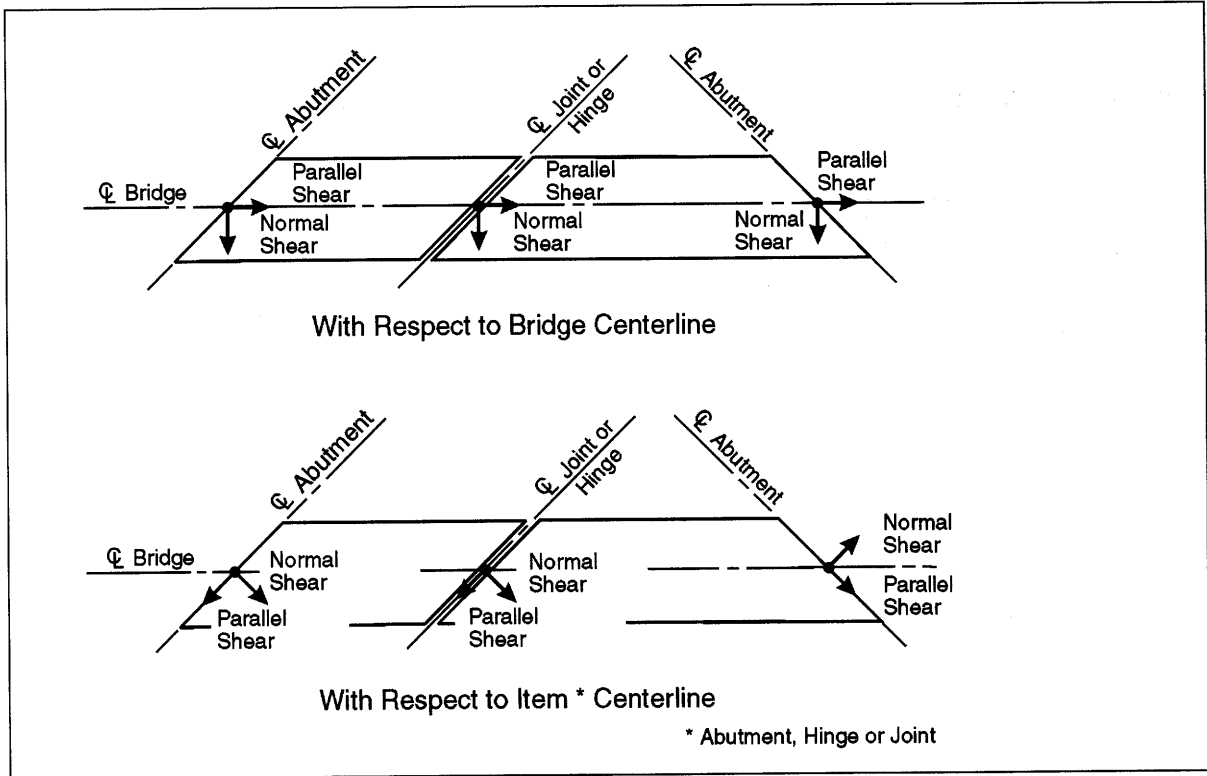 ℄ Abutment
℄ Joint or
Hinge
℄ Abutment
℄ Bridge
Parallel
Shear
Normal
Shear
Parallel
Shear
Normal
Shear
Parallel
Shear
Normal
Shear
With Respect to Bridge Centerline
℄ Abutment
℄ Joint or
Hinge
℄ Abutment
℄ Bridge
Normal
Shear
Parallel
Shear
Normal
Shear
Parallel
Shear
Normal
Shear
Parallel
Shear
With Respect to Item * Centerline
* Abutment, Hinge or Joint